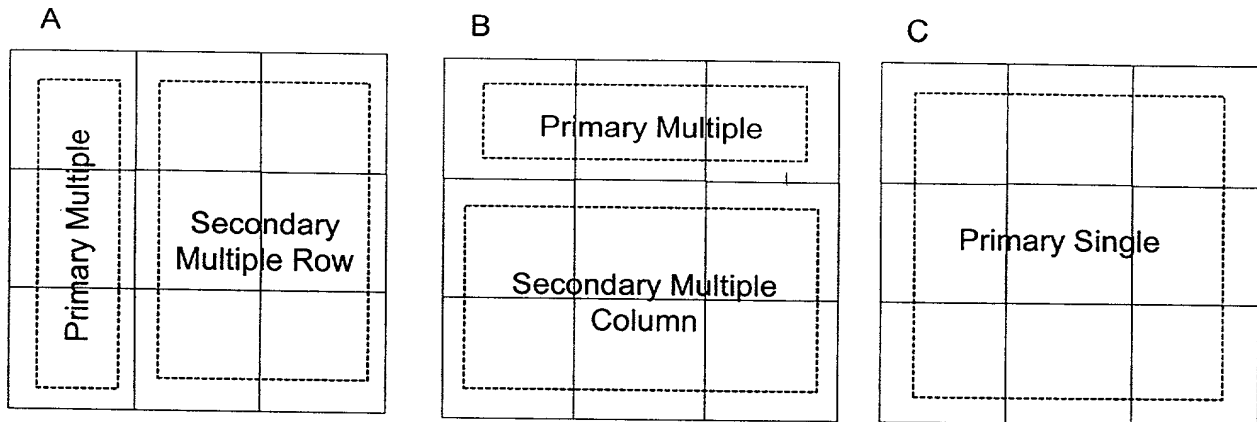 A
Primary Multiple
Secondary
Multiple Row
B
Primary Multiple
Secondary Multiple
Column
C
Primary Single